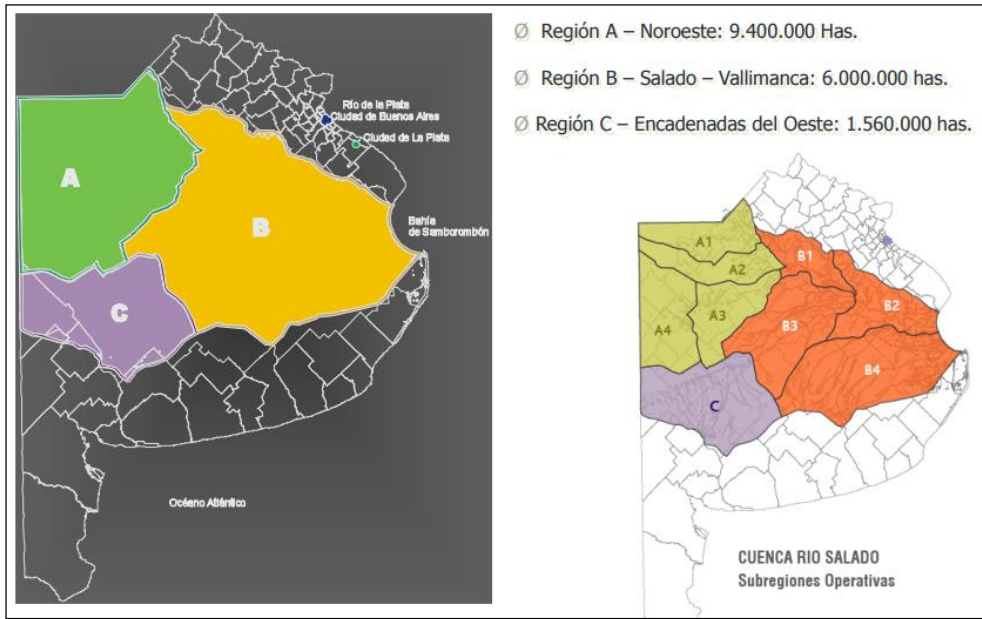 Río de la Plata
Ciudad de Buenos Aires
Ciudad de La Plata
A
B
Bahía
de Samborombón
C
Océano Atlántico
Ø Región A – Noroeste: 9.400.000 Has.
Ø Región B – Salado – Vallimanca: 6.000.000 has.
Ø Región C – Encadenadas del Oeste: 1.560.000 has.
A1
A2
B1
A3
A4
B2
B3
B4
C
CUENCA RIO SALADO
Subregiones Operativas